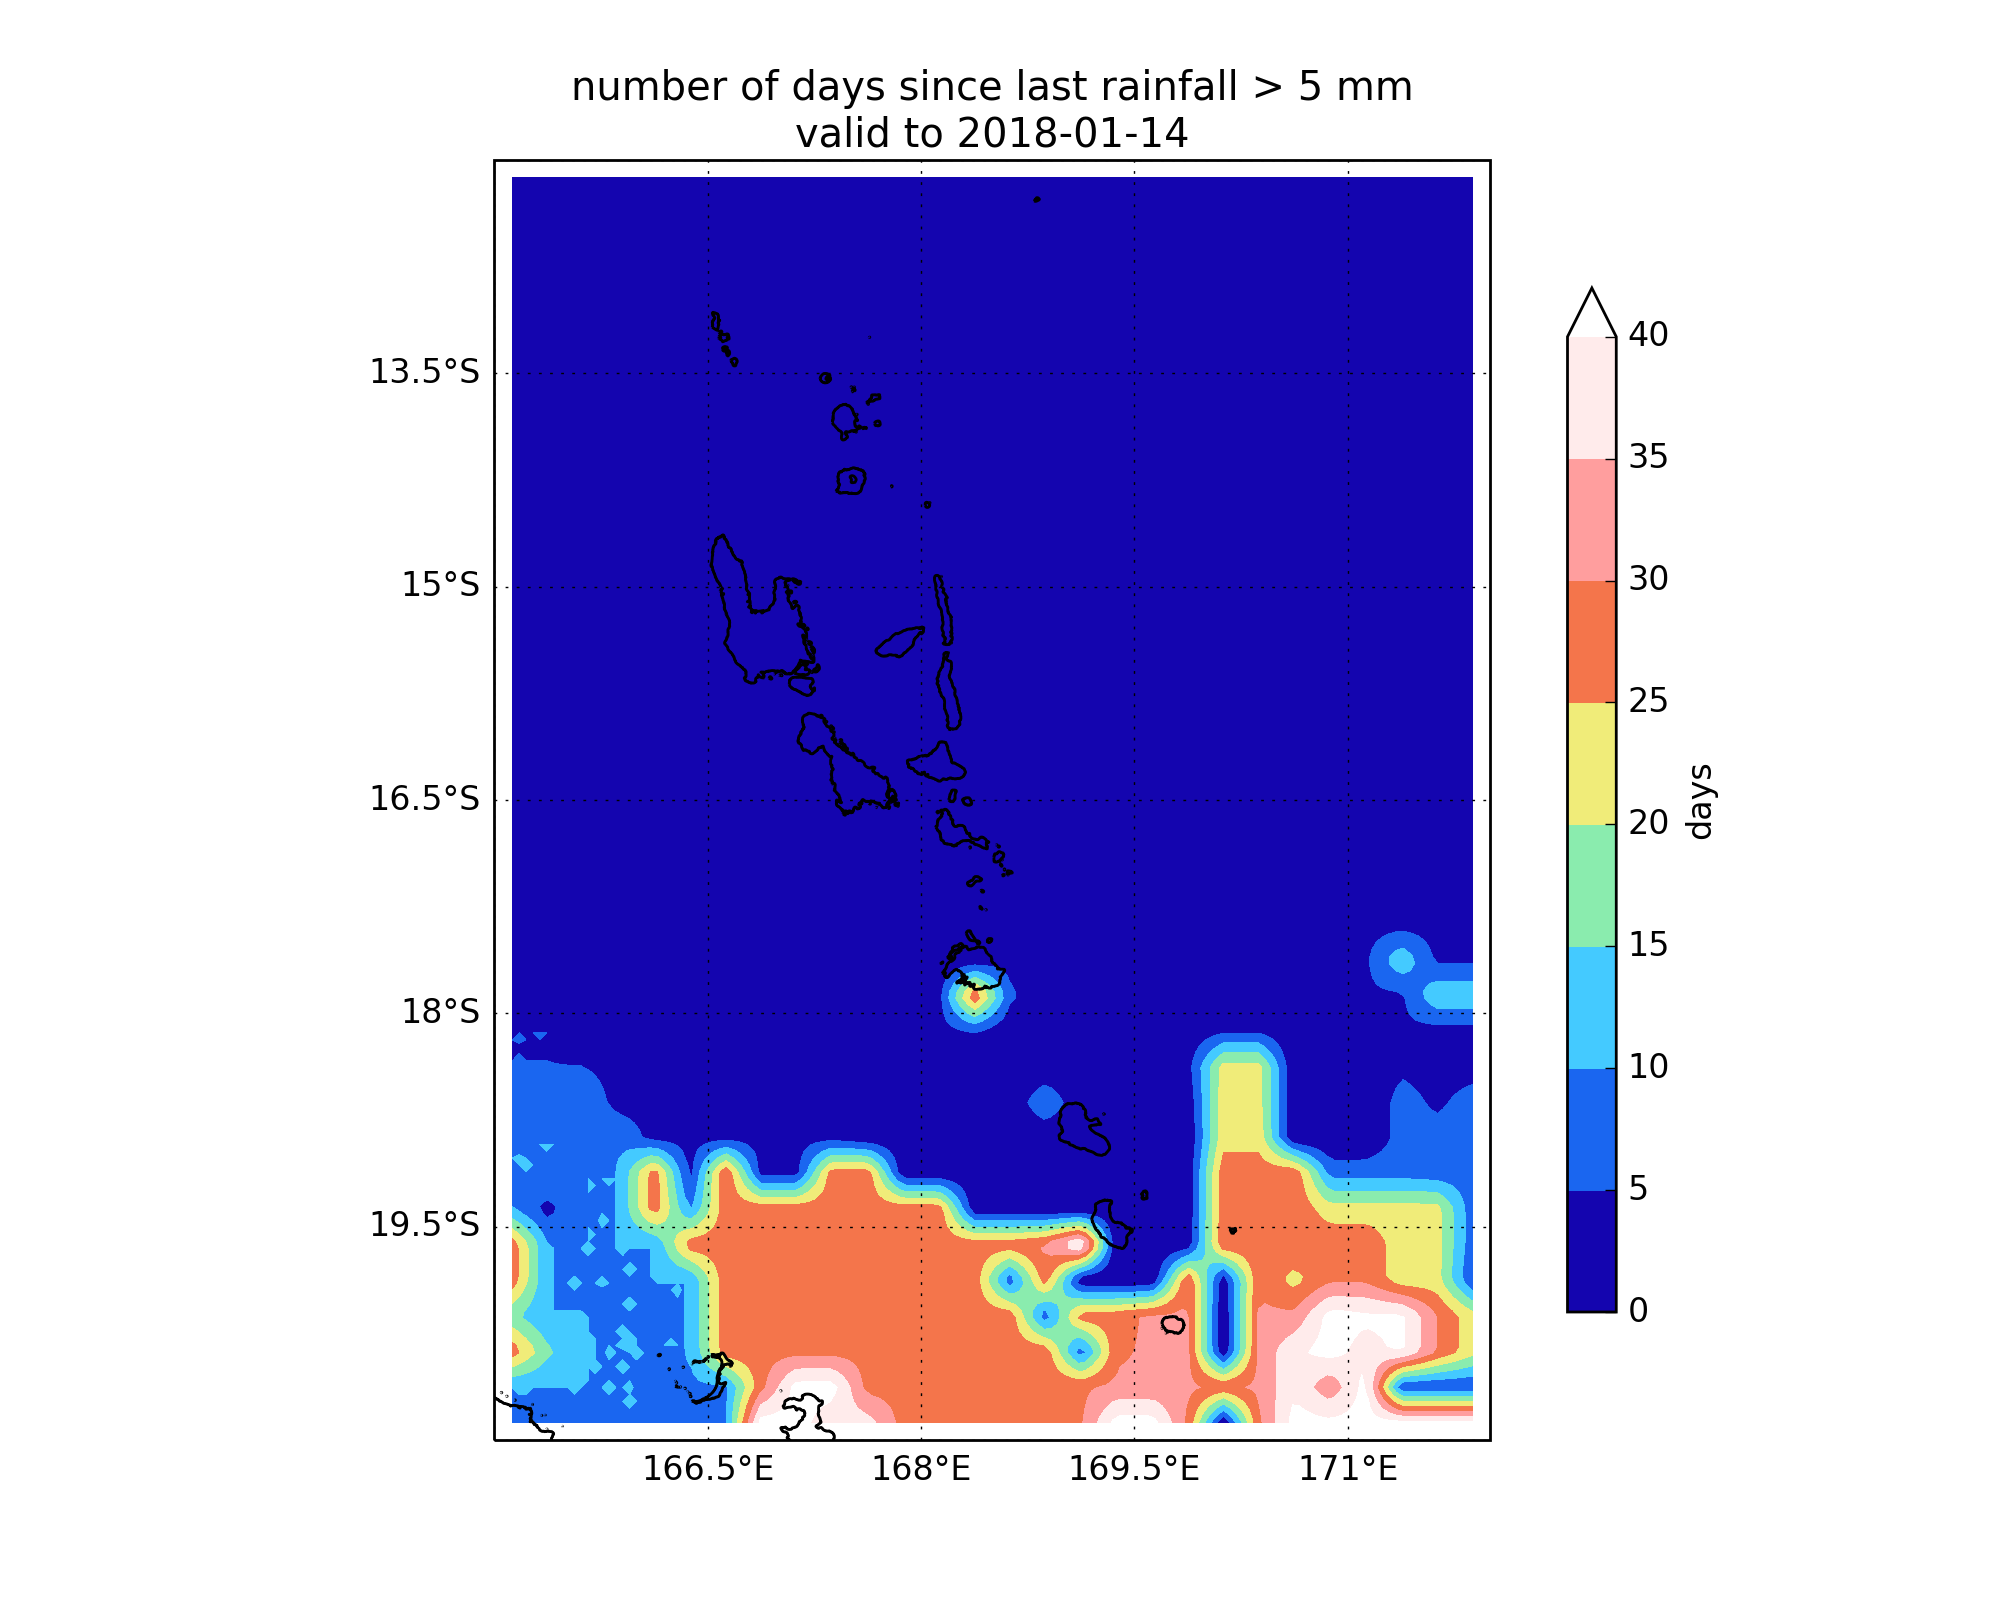 number of days since last rainfall > 5 mm
valid to 2018-01-14
13.5°S
15°S
16.5°S
18°S
19.5°S
166.5°E
168°E
169.5°E
171°E
40
35
30
25
20
15
10
5
0
days